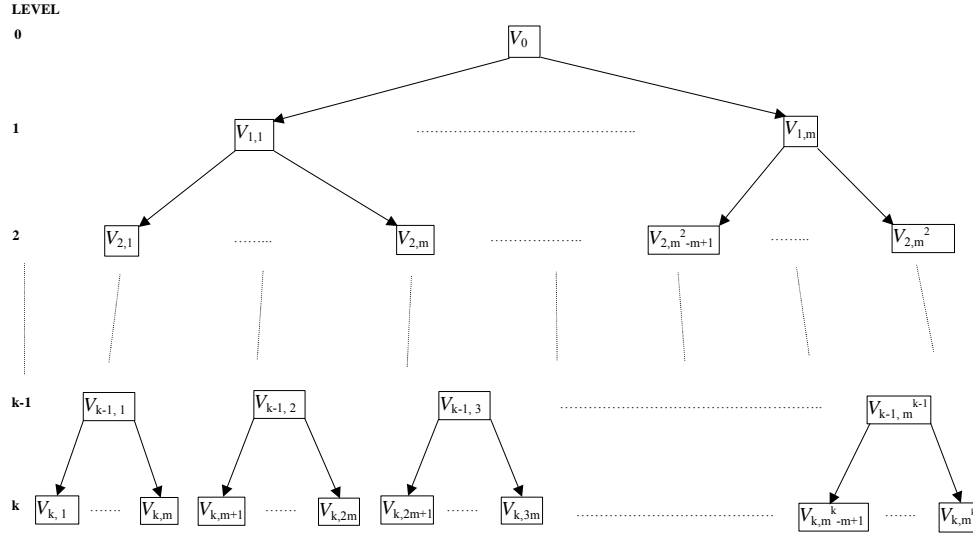 LEVEL
0 V₀
1 V₁,₁ V₁,ₘ
2 V₂,₁ V₂,ₘ V₂,ₘ²₋ₘ₊₁ V₂,ₘ²
k-1 Vₖ₋₁, ₁ Vₖ₋₁, ₂ Vₖ₋₁, ₃ Vₖ₋₁, ₘᵏ⁻¹
k Vₖ, ₁ Vₖ,ₘ Vₖ,ₘ₊₁ Vₖ,₂ₘ Vₖ,₂ₘ₊₁ Vₖ,₃ₘ Vₖ,ₘᵏ₋ₘ₊₁ Vₖ,ₘᵏ